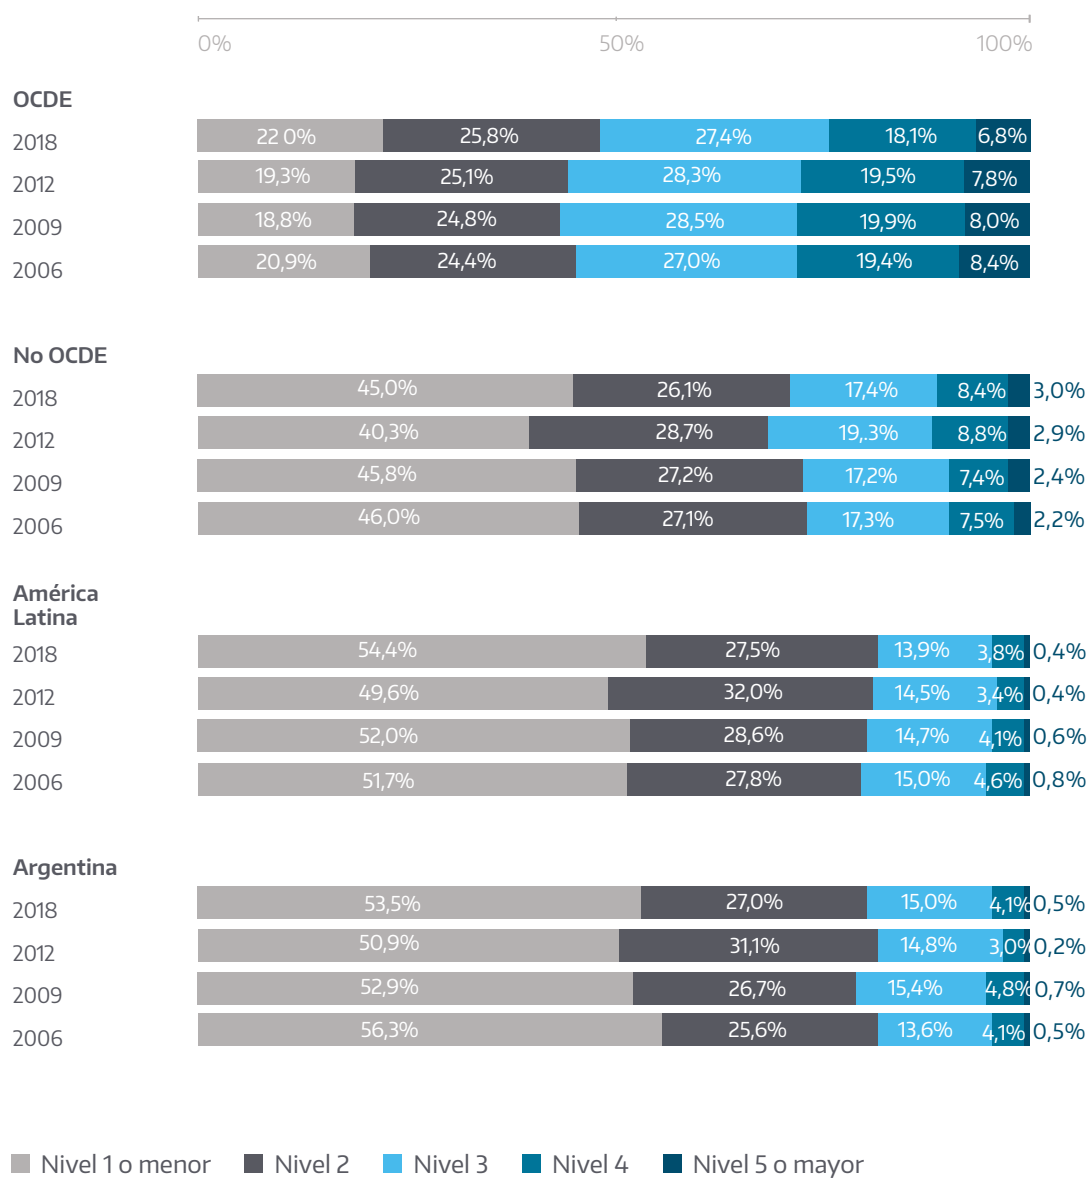 0% 50% 100%
OCDE
2018 22 0% 25,8% 27,4% 18,1% 6,8%
2012 19,3% 25,1% 28,3% 19,5% 7,8%
2009 18,8% 24,8% 28,5% 19,9% 8,0%
2006 20,9% 24,4% 27,0% 19,4% 8,4%
No OCDE
2018 45,0% 26,1% 17,4% 8,4% 3,0%
2012 40,3% 28,7% 19,.3% 8,8% 2,9%
2009 45,8% 27,2% 17,2% 7,4% 2,4%
2006 46,0% 27,1% 17,3% 7,5% 2,2%
América
Latina
2018 54,4% 27,5% 13,9% 3,8% 0,4%
2012 49,6% 32,0% 14,5% 3,4% 0,4%
2009 52,0% 28,6% 14,7% 4,1% 0,6%
2006 51,7% 27,8% 15,0% 4,6% 0,8%
Argentina
2018 53,5% 27,0% 15,0% 4,1% 0,5%
2012 50,9% 31,1% 14,8% 3,0% 0,2%
2009 52,9% 26,7% 15,4% 4,8% 0,7%
2006 56,3% 25,6% 13,6% 4,1% 0,5%
Nivel 1 o menor Nivel 2 Nivel 3 Nivel 4 Nivel 5 o mayor